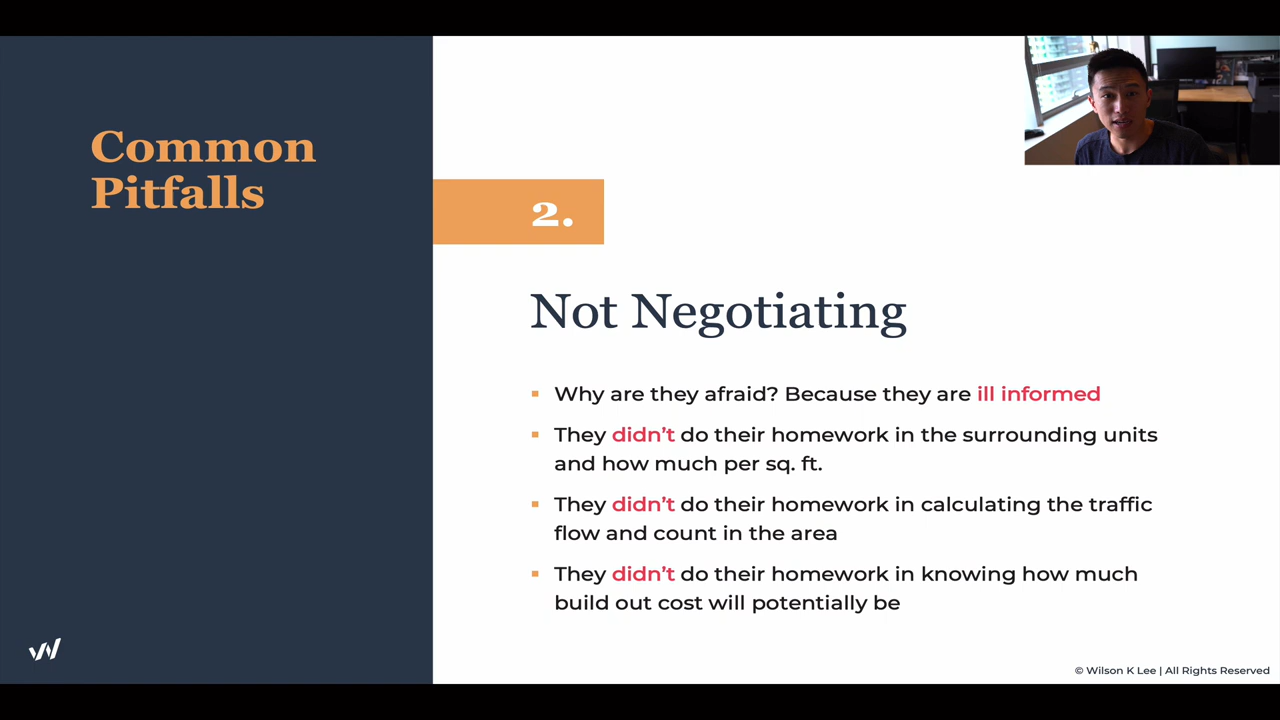 Common
Pitfalls
2.
Not Negotiating
Why are they afraid? Because they are ill informed
They didn’t do their homework in the surrounding units
and how much per sq. ft.
They didn’t do their homework in calculating the traffic
flow and count in the area
They didn’t do their homework in knowing how much
build out cost will potentially be
© Wilson K Lee | All Rights Reserved